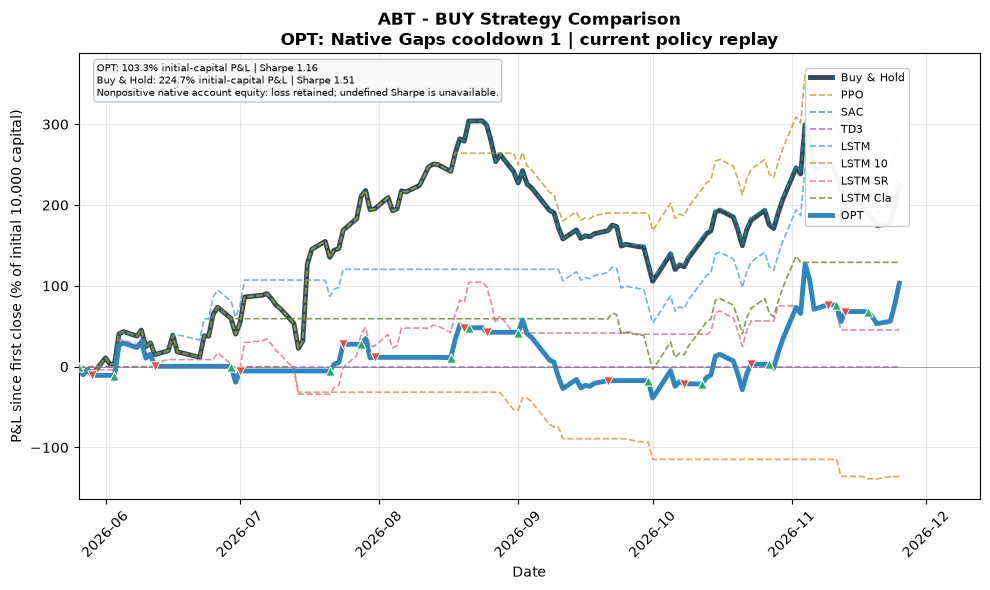 ABT - BUY Strategy Comparison
OPT: Native Gaps cooldown 1 | current policy replay
OPT: 103.3% initial-capital P&L | Sharpe 1.16
Buy & Hold: 224.7% initial-capital P&L | Sharpe 1.51
Nonpositive native account equity: loss retained; undefined Sharpe is unavailable.
Buy & Hold
PPO
SAC
TD3
LSTM
LSTM 10
LSTM SR
LSTM Cla
OPT
P&L since first close (% of initial 10,000 capital)
300
200
100
0
−100
2026-06
2026-07
2026-08
2026-09
2026-10
2026-11
2026-12
Date